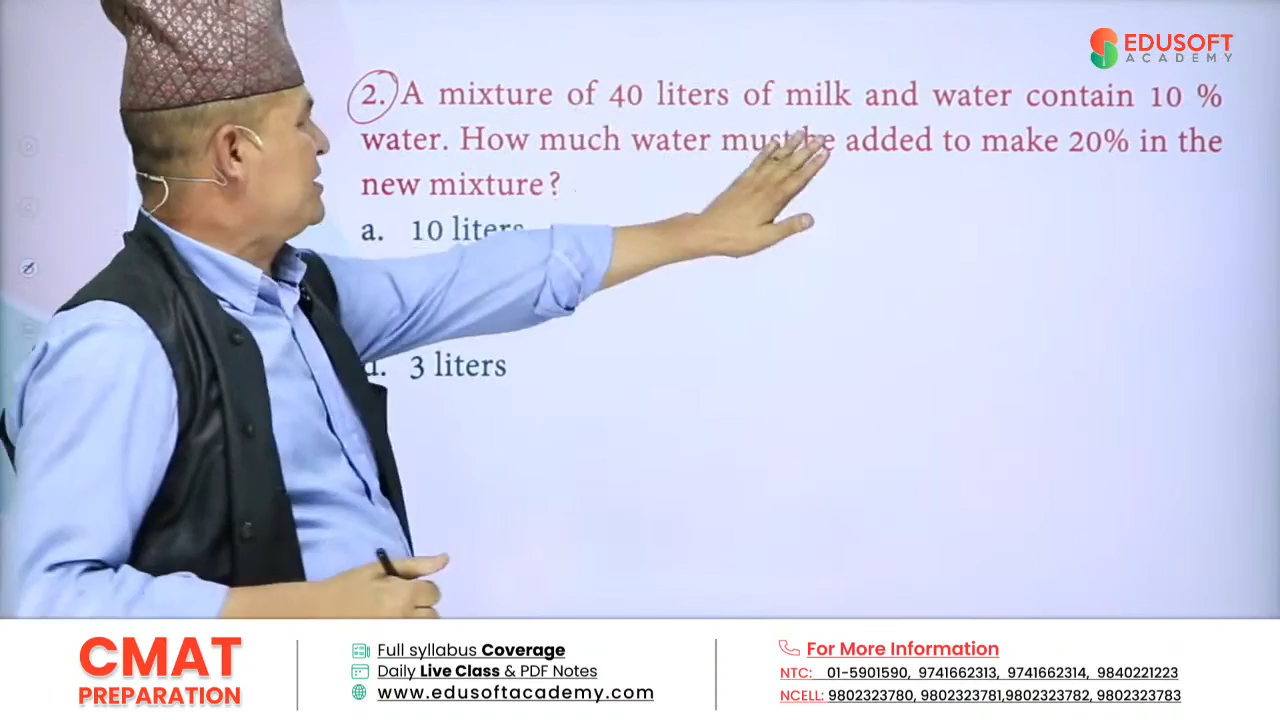 EDUSOFT
ACADEMY
2. A mixture of 40 liters of milk and water contain 10 %
water. How much water must be added to make 20% in the
new mixture?
a. 10 liters
d. 3 liters
CMAT
PREPARATION
Full syllabus Coverage
Daily Live Class & PDF Notes
www.edusoftacademy.com
For More Information
NTC: 01-5901590, 9741662313, 9741662314, 9840221223
NCELL: 9802323780, 9802323781,9802323782, 9802323783